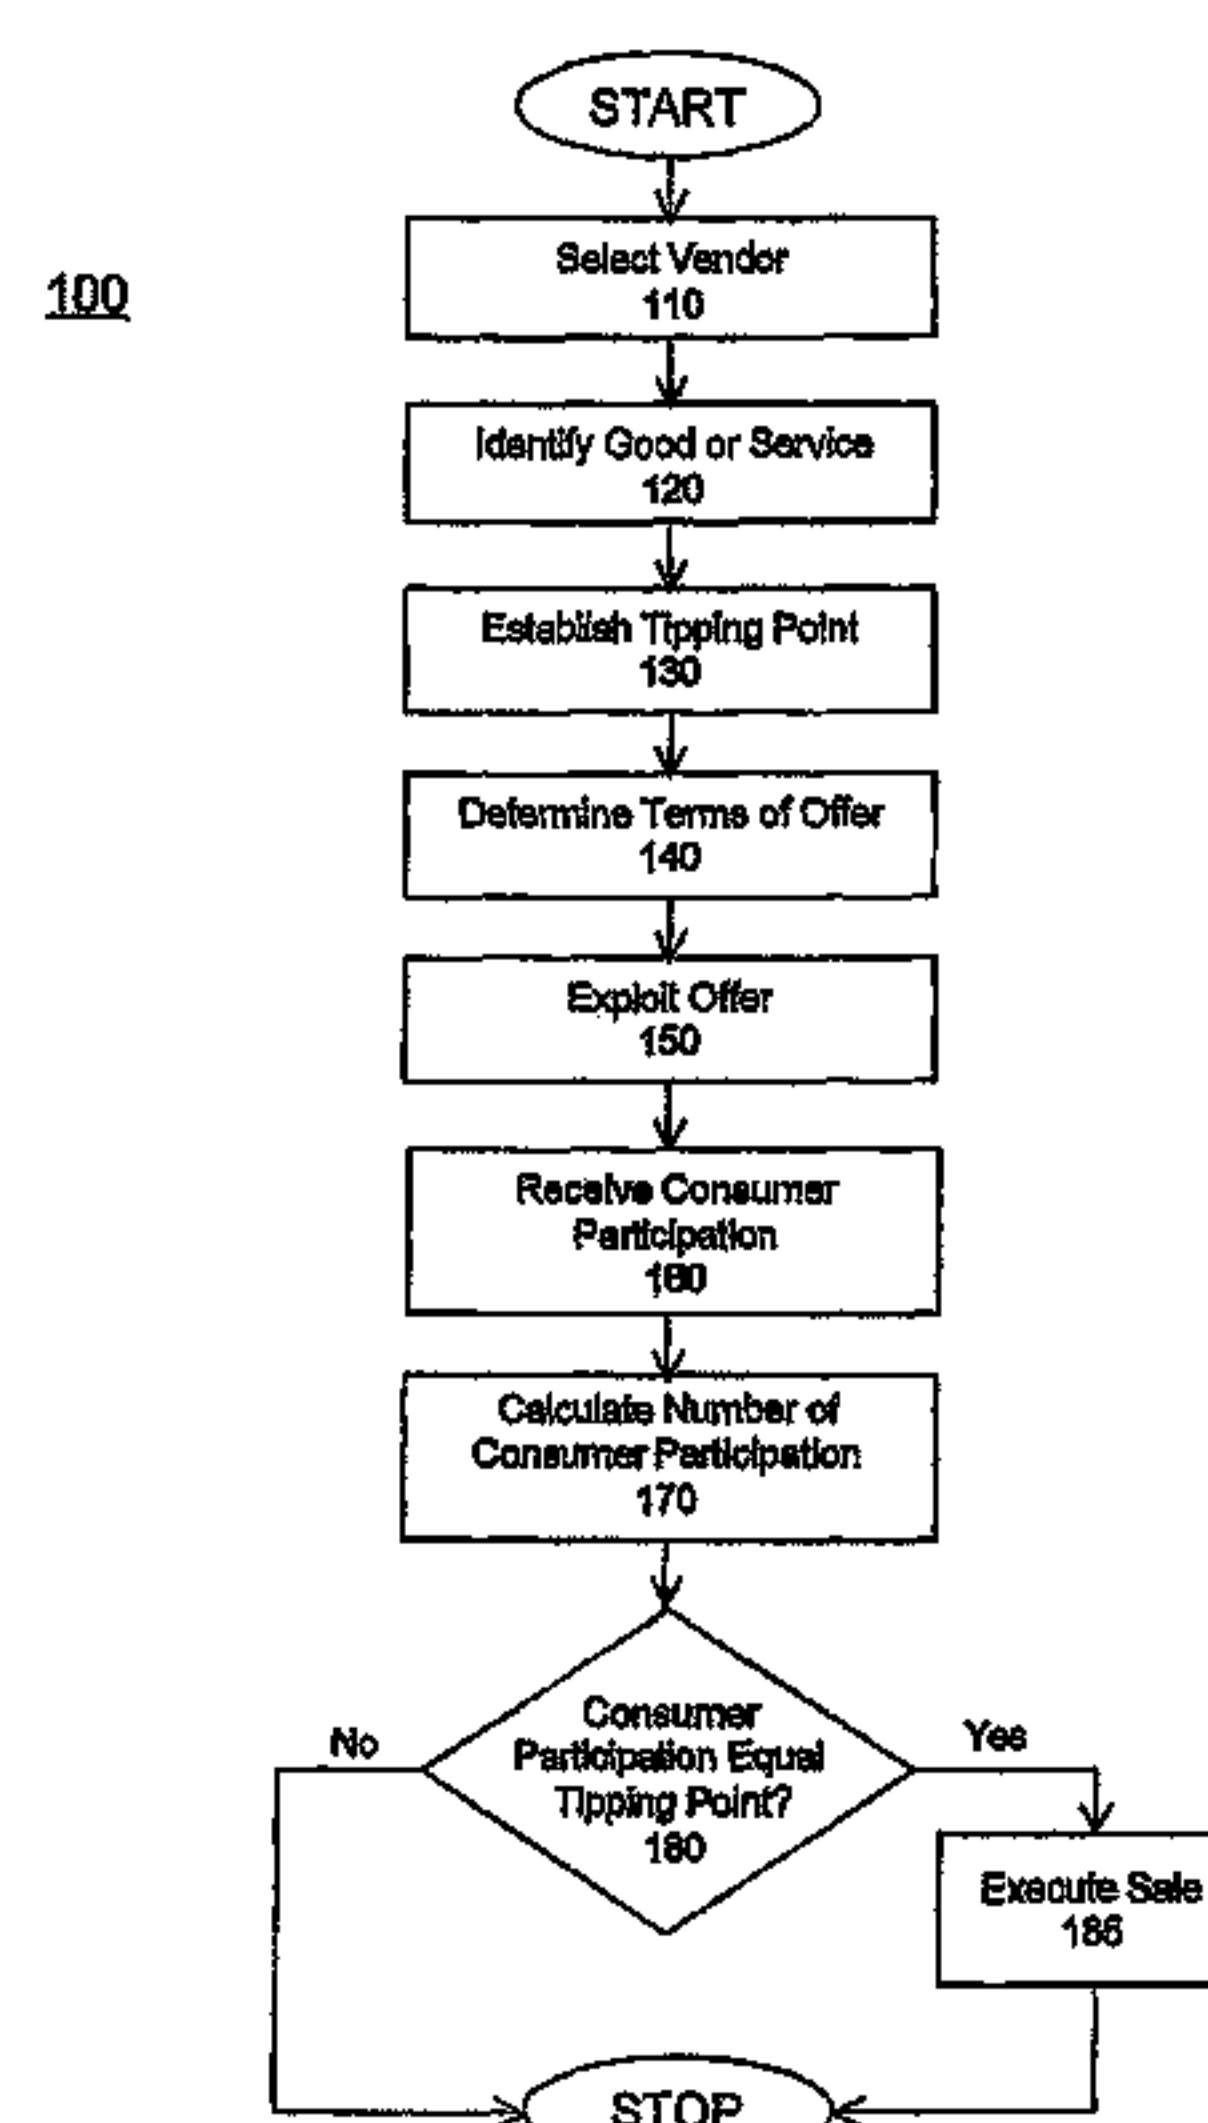 START
100
Select Vendor
110
Identify Good or Service
120
Establish Tipping Point
130
Determine Terms of Offer
140
Exploit Offer
150
Receive Consumer
Participation
160
Calculate Number of
Consumer Participation
170
Consumer
Participation Equal
Tipping Point?
180
No
Yes
Execute Sale
185
STOP